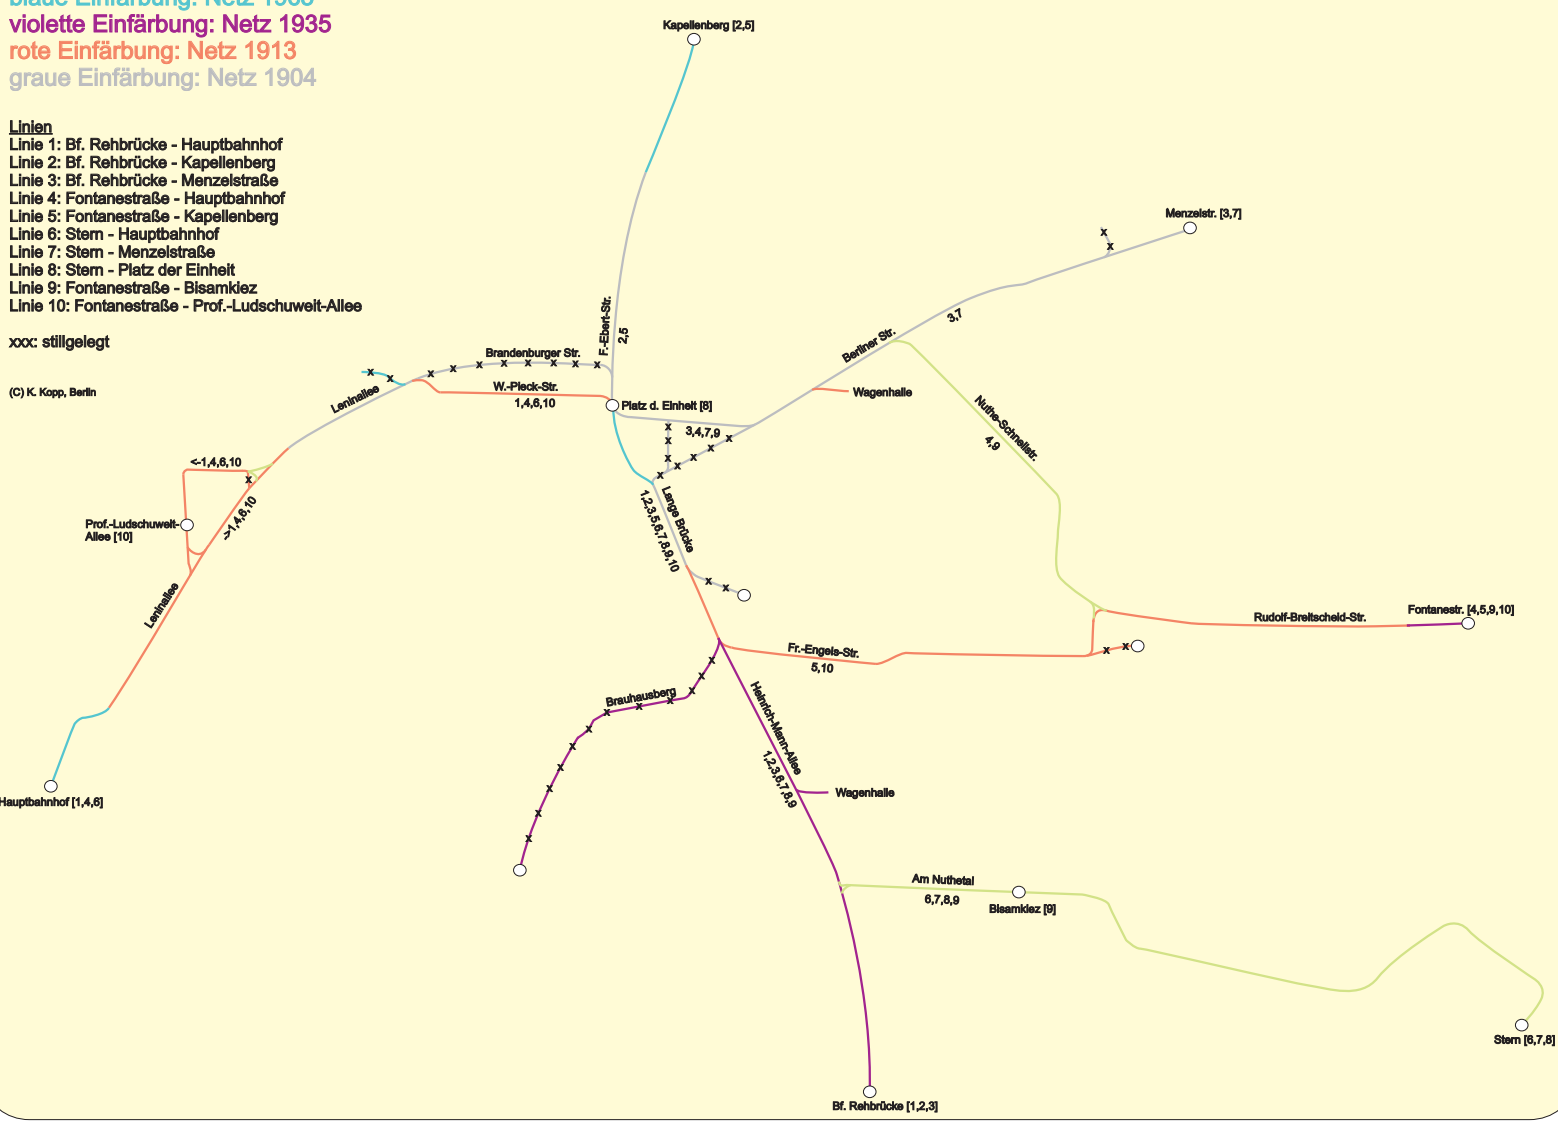 blaue Einfärbung: Netz 1966
violette Einfärbung: Netz 1935
rote Einfärbung: Netz 1913
graue Einfärbung: Netz 1904
Linien
Linie 1: Bf. Rehbrücke - Hauptbahnhof
Linie 2: Bf. Rehbrücke - Kapellenberg
Linie 3: Bf. Rehbrücke - Menzelstraße
Linie 4: Fontanestraße - Hauptbahnhof
Linie 5: Fontanestraße - Kapellenberg
Linie 6: Stern - Hauptbahnhof
Linie 7: Stern - Menzelstraße
Linie 8: Stern - Platz der Einheit
Linie 9: Fontanestraße - Bisamkiez
Linie 10: Fontanestraße - Prof.-Ludschuweit-Allee
xxx: stillgelegt
(C) K. Kopp, Berlin
Kapellenberg [2,5]
Menzelstr. [3,7]
F.-Ebert-Str.
2,5
3,7
Berliner Str.
Brandenburger Str.
W.-Pieck-Str.
1,4,6,10
Leninallee
Platz d. Einheit [8]
3,4,7,9
Wagenhalle
Nuthe-Schnellstr.
4,9
<-1,4,6,10
->1,4,6,10
Prof.-Ludschuweit-
Allee [10]
Lange Brücke
1,2,3,5,6,7,8,9,10
Leninallee
Rudolf-Breitscheid-Str.
Fontanestr. [4,5,9,10]
Fr.-Engels-Str.
5,10
Brauhausberg
Heinrich-Mann-Allee
1,2,3,6,7,8,9
Wagenhalle
Hauptbahnhof [1,4,6]
Am Nuthetal
6,7,8,9
Bisamkiez [9]
Stern [6,7,8]
Bf. Rehbrücke [1,2,3]